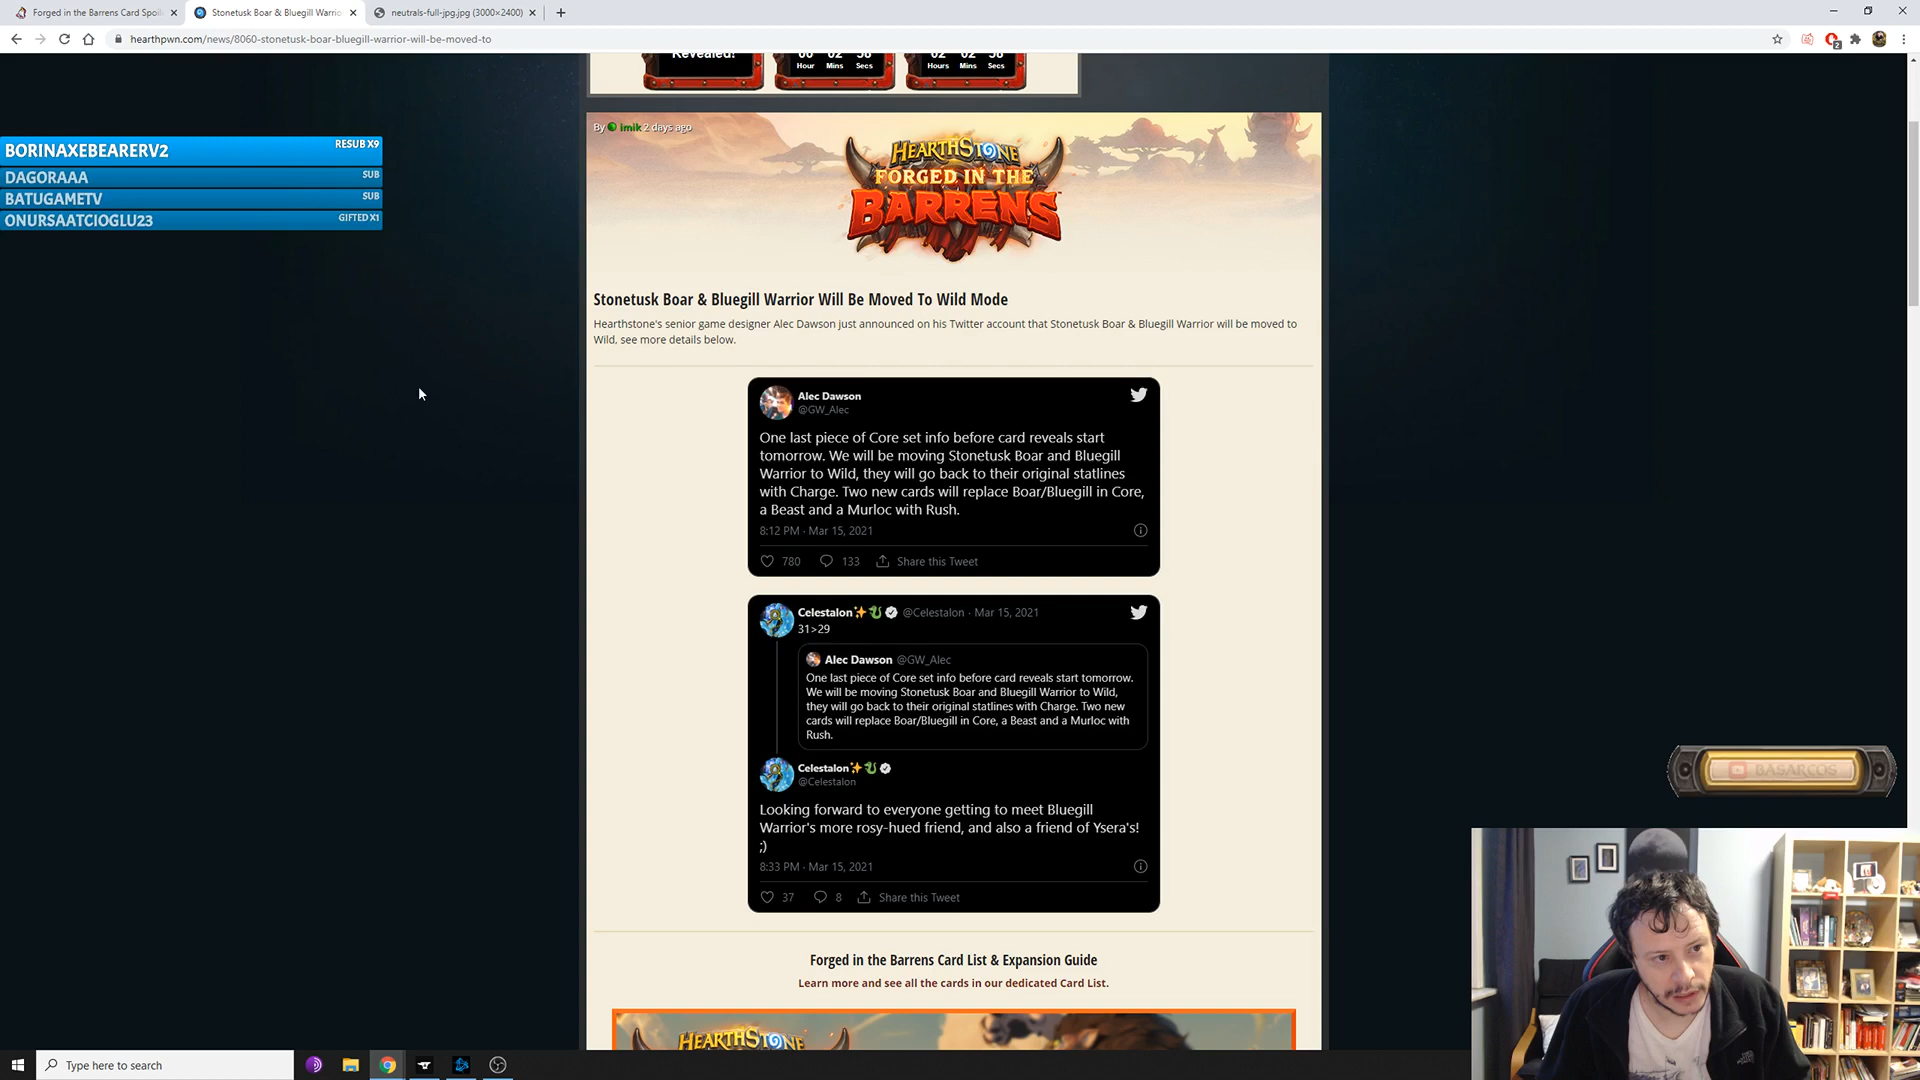 Forged in the Barrens Card Spoil
Stonetusk Boar & Bluegill Warrio
neutrals-full-jpg.jpg (3000×2400)
hearthpwn.com/news/8060-stonetusk-boar-bluegill-warrior-will-be-moved-to
2
Revealed!
Hour Mins Secs
Hours Mins Secs
By imik 2 days ago
HEARTHSTONE
FORGED IN THE
BARRENS
BORINAXEBEARERV2 RESUB X9
DAGORAAA SUB
BATUGAMETV SUB
ONURSAATCIOGLU23 GIFTED X1
Stonetusk Boar & Bluegill Warrior Will Be Moved To Wild Mode
Hearthstone's senior game designer Alec Dawson just announced on his Twitter account that Stonetusk Boar & Bluegill Warrior will be moved to
Wild, see more details below.
Alec Dawson
@GW_Alec
One last piece of Core set info before card reveals start
tomorrow. We will be moving Stonetusk Boar and Bluegill
Warrior to Wild, they will go back to their original statlines
with Charge. Two new cards will replace Boar/Bluegill in Core,
a Beast and a Murloc with Rush.
8:12 PM · Mar 15, 2021
780 133 Share this Tweet
Celestalon @Celestalon · Mar 15, 2021
31>29
Alec Dawson @GW_Alec
One last piece of Core set info before card reveals start tomorrow.
We will be moving Stonetusk Boar and Bluegill Warrior to Wild,
they will go back to their original statlines with Charge. Two new
cards will replace Boar/Bluegill in Core, a Beast and a Murloc with
Rush.
Celestalon
@Celestalon
Looking forward to everyone getting to meet Bluegill
Warrior's more rosy-hued friend, and also a friend of Ysera's!
;)
8:33 PM · Mar 15, 2021
37 8 Share this Tweet
BASARCOS
Forged in the Barrens Card List & Expansion Guide
Learn more and see all the cards in our dedicated Card List.
HEARTHSTONE
Type here to search